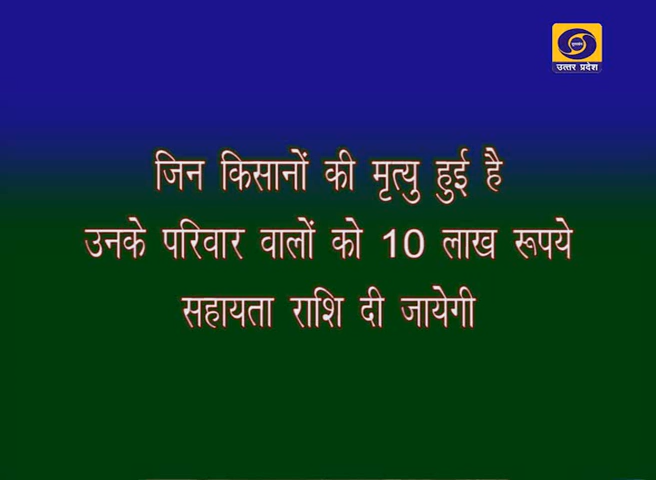 उत्तर प्रदेश
जिन किसानों की मृत्यु हुई है
उनके परिवार वालों को 10 लाख रूपये
सहायता राशि दी जायेगी